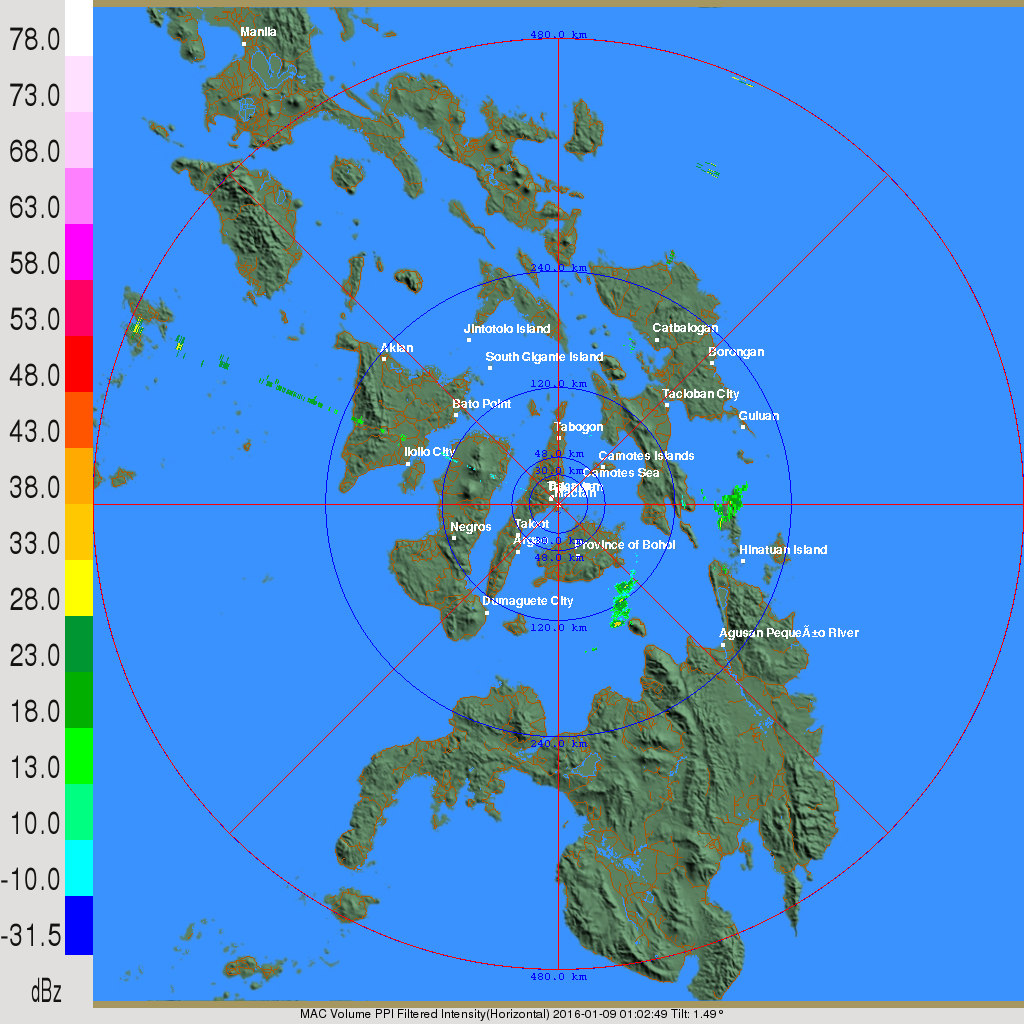 78.0
73.0
68.0
63.0
58.0
53.0
48.0
43.0
38.0
33.0
28.0
23.0
18.0
13.0
10.0
-10.0
-31.5
dBz
480.0 km
Manila
240.0 km
Jintotolo Island
Catbalogan
Aklan
South Gigante Island
Borongan
120.0 km
Tacloban City
Bato Point
Guiuan
Tabogon
Iloilo City
48.0 km
Camotes Islands
30.0 km
Camotes Sea
Mactan
Negros
Taloot
30.0 km
Province of Bohol
48.0 km
Hinatuan Island
Dumaguete City
120.0 km
Agusan PequeÃ±o River
240.0 km
480.0 km
MAC Volume PPI Filtered Intensity(Horizontal) 2016-01-09 01:02:49 Tilt: 1.49°